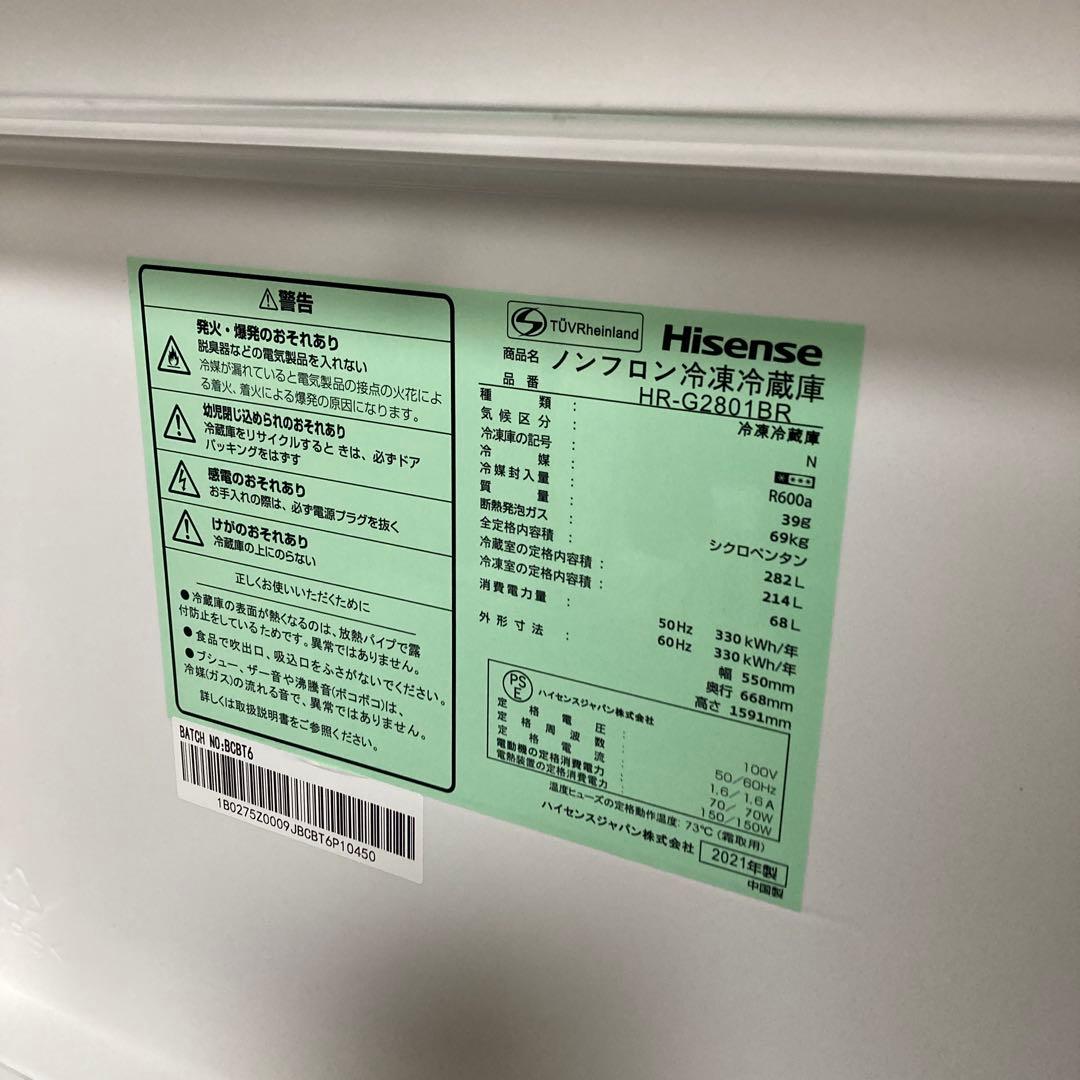 ⚠警告
発火・爆発のおそれあり
脱臭器などの電気製品を入れない
冷媒が漏れていると電気製品の接点の火花によ
る着火、着火による爆発の原因になります。
幼児閉じ込められのおそれあり
冷蔵庫をリサイクルするときは、必ずドア
パッキングをはずす
感電のおそれあり
お手入れの際は、必ず電源プラグを抜く
けがのおそれあり
冷蔵庫の上にのらない
正しくお使いいただくために
●冷蔵庫の表面が熱くなるのは、放熱パイプで露
付防止をしているためです。異常ではありません。
●食品で吹出口、吸込口をふさがないでください。
●プシュー、ザー音や沸騰音(ポコポコ)は、
冷媒(ガス)の流れる音で、異常ではありません。
詳しくは取扱説明書をご参照ください。
BATCH NO:BCBT6
1B0275Z0009JBCBT6P10450
TÜVRheinland
Hisense
商品名 ノンフロン冷凍冷蔵庫
品番 HR-G2801BR
種類 : 冷凍冷蔵庫
気候区分 : N
冷凍庫の記号 :
冷媒 : R600a
冷媒封入量 : 39g
質量 : 69kg
断熱発泡ガス : シクロペンタン
全定格内容積 : 282L
冷蔵室の定格内容積 : 214L
冷凍室の定格内容積 : 68L
消費電力量 : 50Hz 330kWh/年
60Hz 330kWh/年
外形寸法 : 幅 550mm
奥行 668mm
高さ 1591mm
PS
E
ハイセンスジャパン株式会社
定格電圧 : 100V
定格周波数 : 50/60Hz
定格電流 : 1.6/1.6A
電動機の定格消費電力 70/70W
電熱装置の定格消費電力 : 150/150W
温度ヒューズの定格動作温度: 73℃(霜取用)
ハイセンスジャパン株式会社 2021年製
中国製